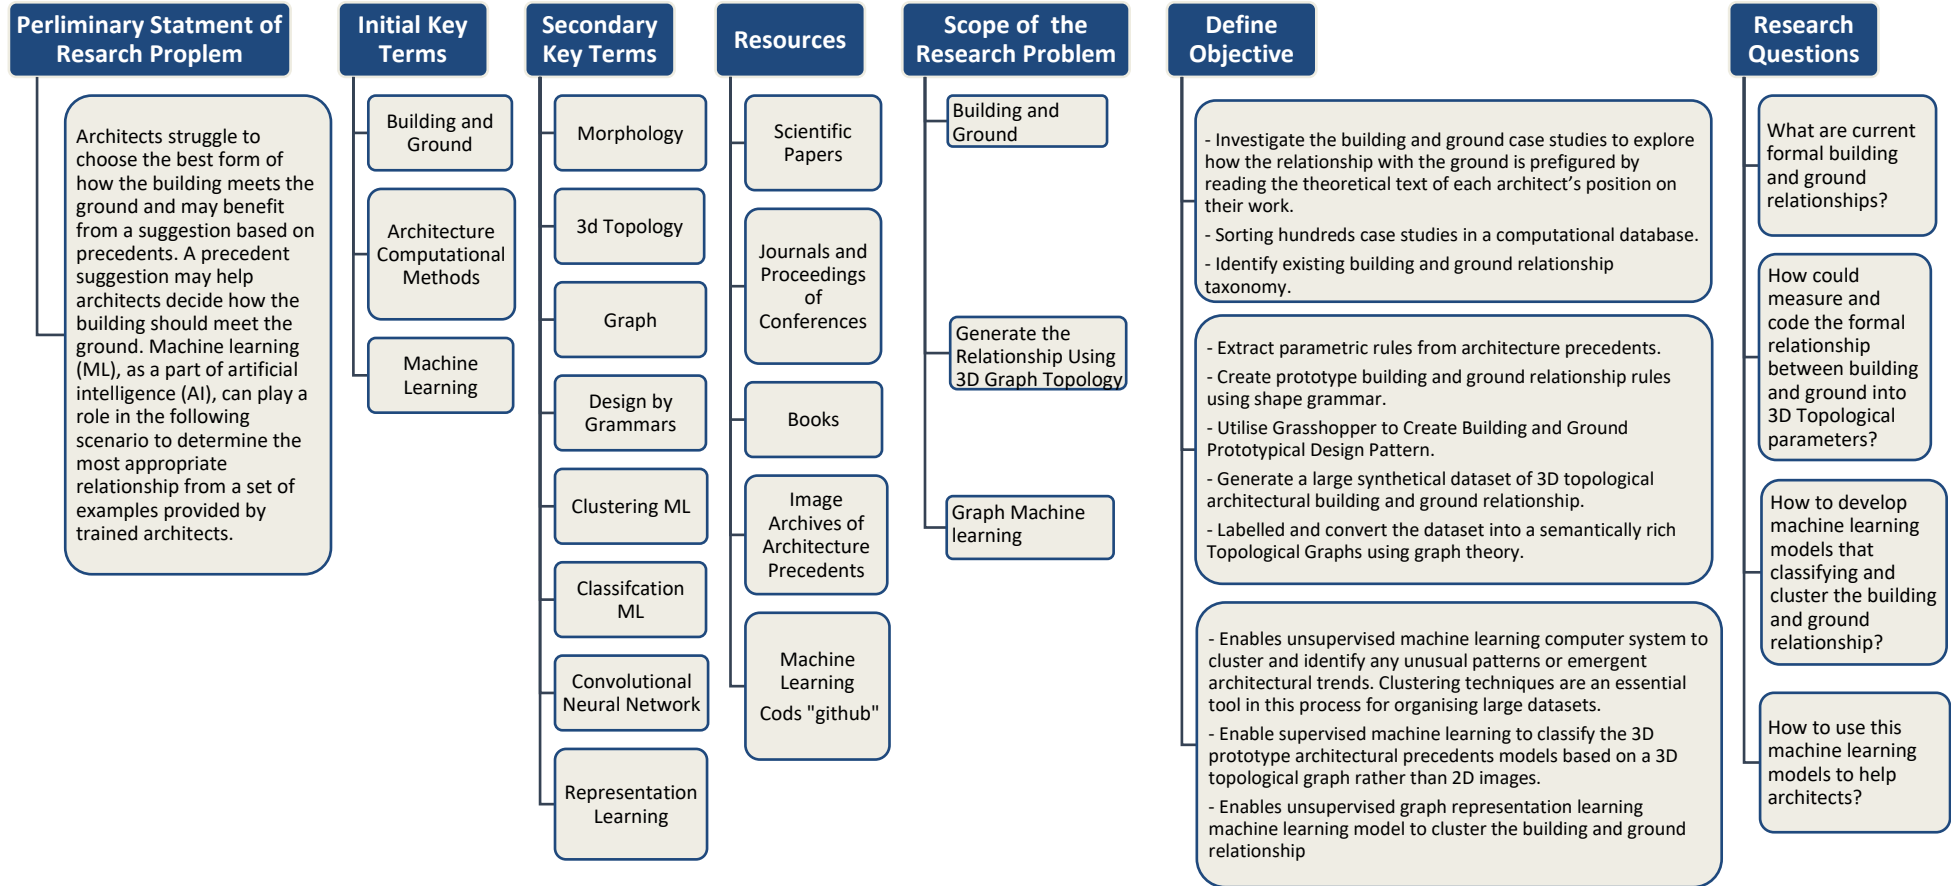 Perliminary Statment of
Resarch Proplem
Architects struggle to
choose the best form of
how the building meets the
ground and may benefit
from a suggestion based on
precedents. A precedent
suggestion may help
architects decide how the
building should meet the
ground. Machine learning
(ML), as a part of artificial
intelligence (AI), can play a
role in the following
scenario to determine the
most appropriate
relationship from a set of
examples provided by
trained architects.
Initial Key
Terms
Building and
Ground
Architecture
Computational
Methods
Machine
Learning
Secondary
Key Terms
Morphology
3d Topology
Graph
Design by
Grammars
Clustering ML
Classifcation
ML
Convolutional
Neural Network
Representation
Learning
Resources
Scientific
Papers
Journals and
Proceedings
of
Conferences
Books
Image
Archives of
Architecture
Precedents
Machine
Learning
Cods "github"
Scope of the
Research Problem
Building and
Ground
Generate the
Relationship Using
3D Graph Topology
Graph Machine
learning
Define
Objective
- Investigate the building and ground case studies to explore
how the relationship with the ground is prefigured by
reading the theoretical text of each architect's position on
their work.
- Sorting hundreds case studies in a computational database.
- Identify existing building and ground relationship
taxonomy.
- Extract parametric rules from architecture precedents.
- Create prototype building and ground relationship rules
using shape grammar.
- Utilise Grasshopper to Create Building and Ground
Prototypical Design Pattern.
- Generate a large synthetical dataset of 3D topological
architectural building and ground relationship.
- Labelled and convert the dataset into a semantically rich
Topological Graphs using graph theory.
- Enables unsupervised machine learning computer system to
cluster and identify any unusual patterns or emergent
architectural trends. Clustering techniques are an essential
tool in this process for organising large datasets.
- Enable supervised machine learning to classify the 3D
prototype architectural precedents models based on a 3D
topological graph rather than 2D images.
- Enables unsupervised graph representation learning
machine learning model to cluster the building and ground
relationship
Research
Questions
What are current
formal building
and ground
relationships?
How could
measure and
code the formal
relationship
between building
and ground into
3D Topological
parameters?
How to develop
machine learning
models that
classifying and
cluster the building
and ground
relationship?
How to use this
machine learning
models to help
architects?